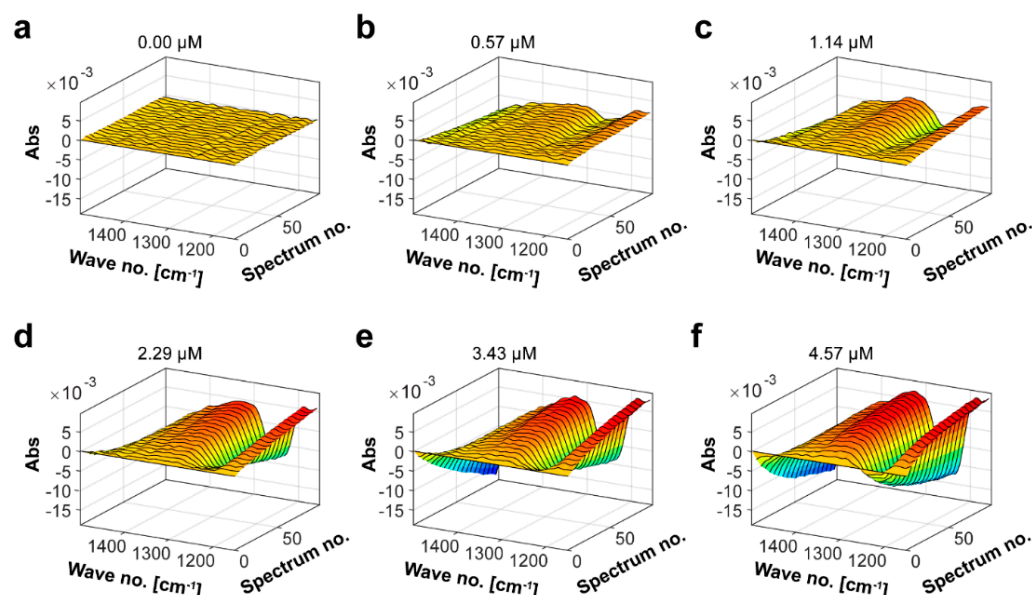 a
0.00 µM
×10 -3
5
0
-5
-10
-15
Abs
1400
1300
1200
Wave no. [cm-1]
0
50
Spectrum no.
b
0.57 µM
×10 -3
5
0
-5
-10
-15
Abs
1400
1300
1200
Wave no. [cm-1]
0
50
Spectrum no.
c
1.14 µM
×10 -3
5
0
-5
-10
-15
Abs
1400
1300
1200
Wave no. [cm-1]
0
50
Spectrum no.
d
2.29 µM
×10 -3
5
0
-5
-10
-15
Abs
1400
1300
1200
Wave no. [cm-1]
0
50
Spectrum no.
e
3.43 µM
×10 -3
5
0
-5
-10
-15
Abs
1400
1300
1200
Wave no. [cm-1]
0
50
Spectrum no.
f
4.57 µM
×10 -3
5
0
-5
-10
-15
Abs
1400
1300
1200
Wave no. [cm-1]
0
50
Spectrum no.